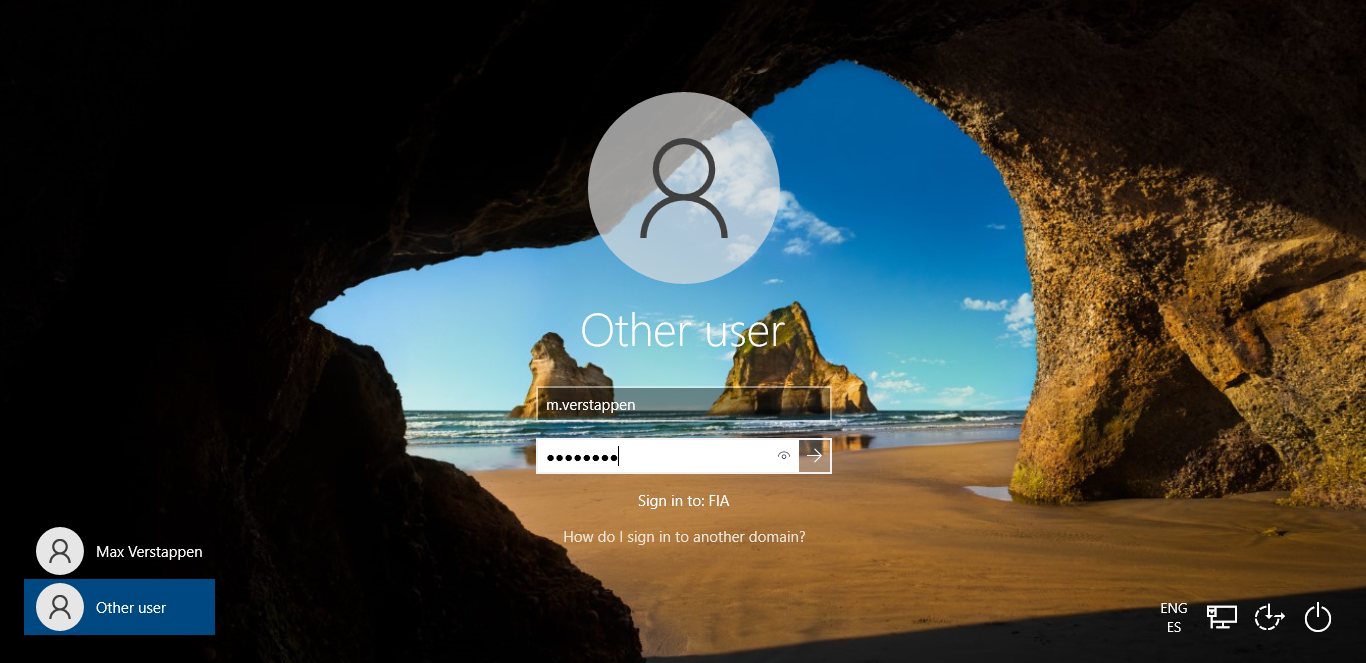 Other user
m.verstappen
●●●●●●●●
Sign in to: FIA
How do I sign in to another domain?
Max Verstappen
Other user
ENG
ES